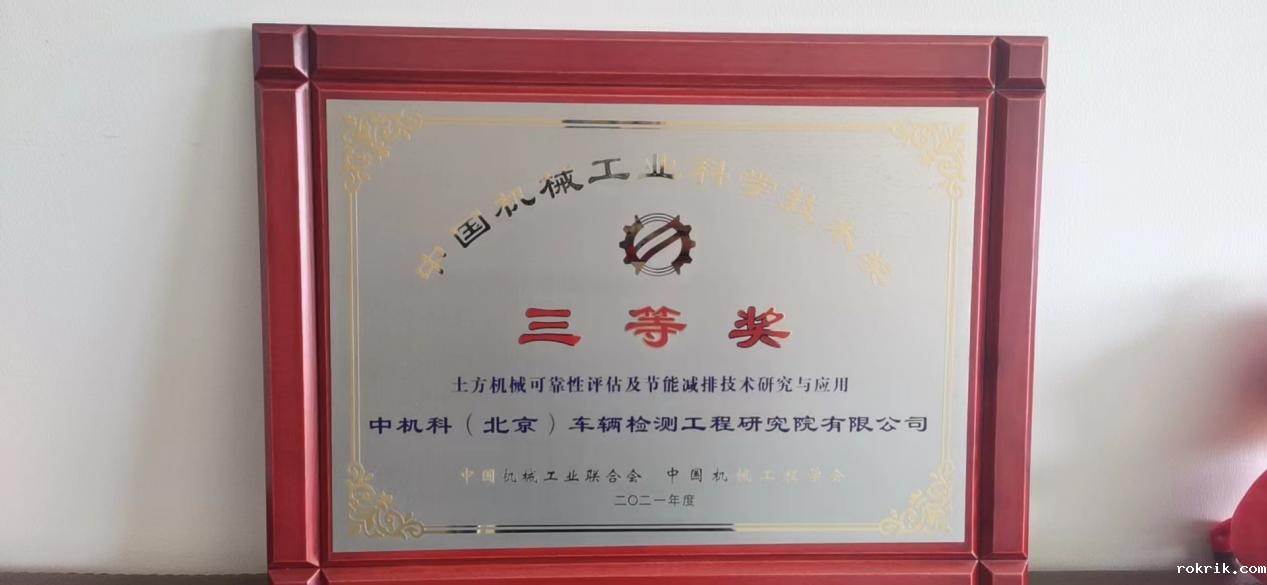 中国机械工业科学技术奖
三等奖
土方机械可靠性评估及节能减排技术研究与应用
中机科（北京）车辆检测工程研究院有限公司
中国机械工业联合会 中国机械工程学会
二〇二一年度
rokrik.com